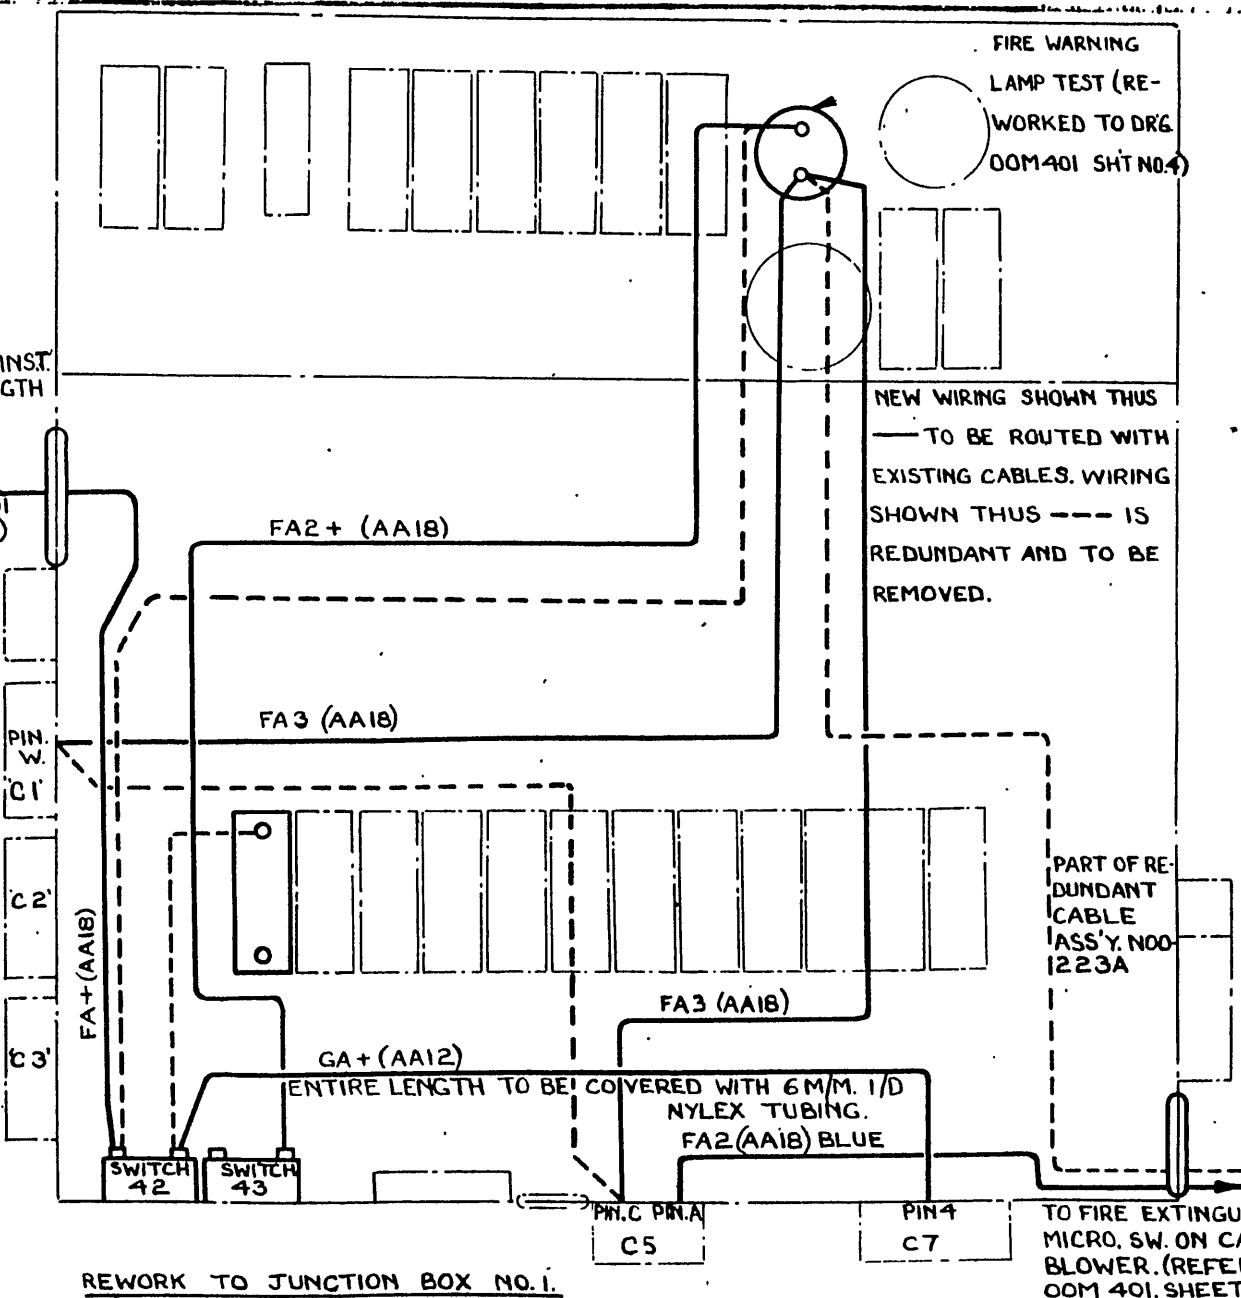 FIRE WARNING
LAMP TEST (RE-
WORKED TO DR'G.
OOM401 SH'T NO.4)
INST.
GTH
NEW WIRING SHOWN THUS
— TO BE ROUTED WITH
EXISTING CABLES. WIRING
SHOWN THUS --- IS
REDUNDANT AND TO BE
REMOVED.
FA2+ (AA18)
FA3 (AA18)
PIN.
W.
'C1'
'C2'
'C3'
FA+(AA18)
PART OF RE-
DUNDANT
CABLE
ASS'Y. NOO-
223A
FA3 (AA18)
GA+(AA12)
ENTIRE LENGTH TO BE COVERED WITH 6 M/M. I/D
NYLEX TUBING.
FA2(AA18) BLUE
SWITCH
42
SWITCH
43
PIN.C PIN.A
C5
PIN4
C7
TO FIRE EXTINGU
MICRO. SW. ON CA
BLOWER. (REFE
OOM 401. SHEET
REWORK TO JUNCTION BOX NO.1.